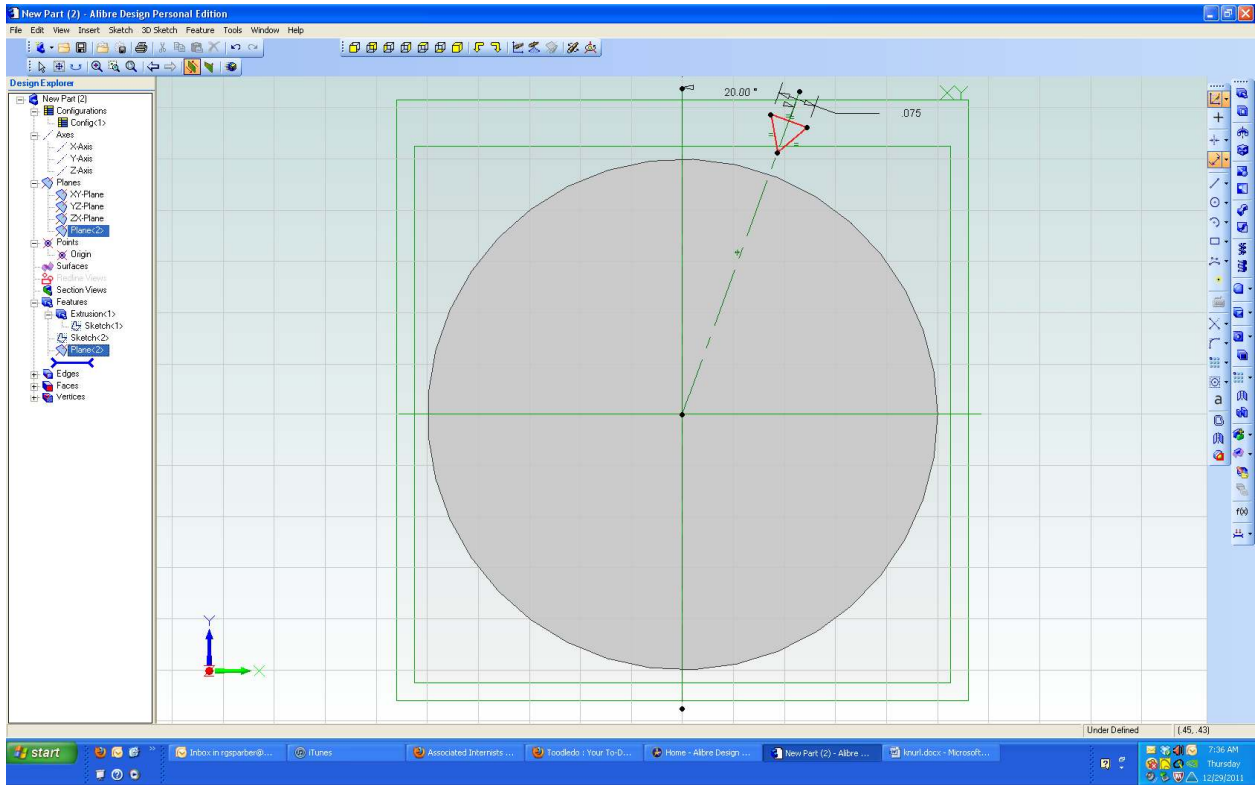 New Part (2) - Alibre Design Personal Edition
File Edit View Insert Sketch 3D Sketch Feature Tools Window Help
Design Explorer
New Part (2)
Configurations
Config<1>
Axes
X-Axis
Y-Axis
Z-Axis
Planes
XY-Plane
YZ-Plane
ZX-Plane
Plane<2>
Points
Origin
Surfaces
Redline Views
Section Views
Features
Extrusion<1>
Sketch<1>
Sketch<2>
Plane<2>
Edges
Faces
Vertices
20.00 °
.075
XY
Y
X
a
f(x)
Under Defined (.45, .43)
start
Inbox in rgsparber@...
iTunes
Associated Internists ...
Toodledo : Your To-D...
Home - Alibre Design ...
New Part (2) - Alibre ...
knurl.docx - Microsoft...
7:36 AM
Thursday
12/29/2011